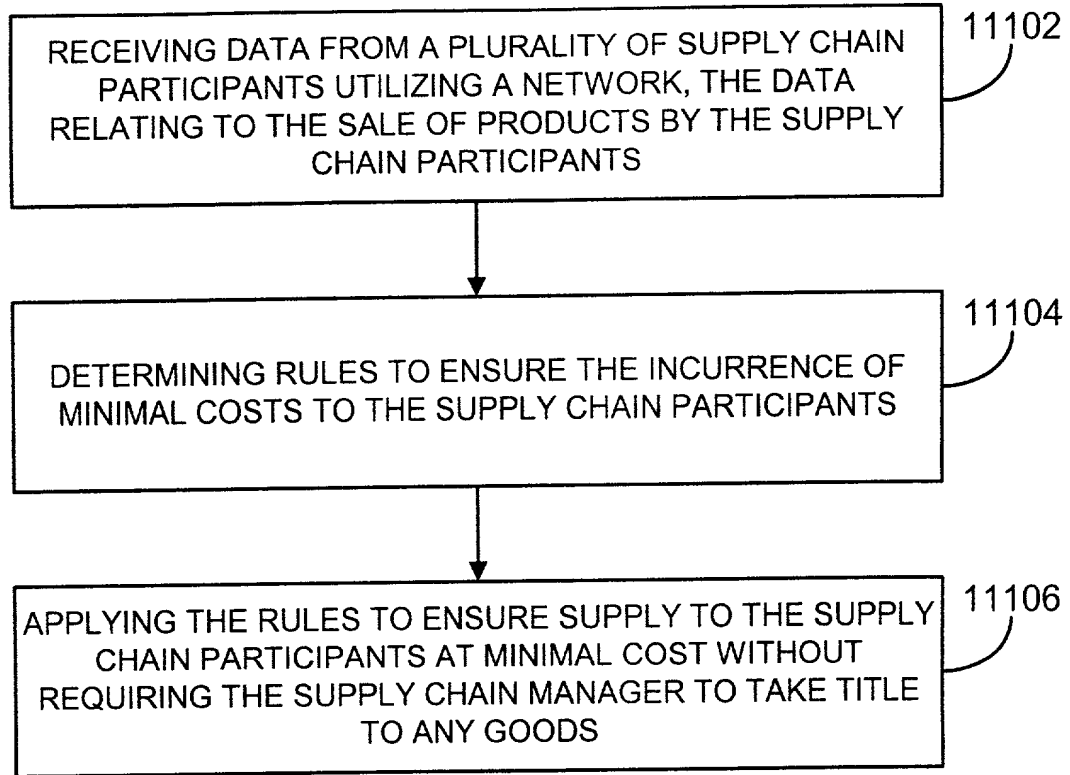 11102
RECEIVING DATA FROM A PLURALITY OF SUPPLY CHAIN
PARTICIPANTS UTILIZING A NETWORK, THE DATA
RELATING TO THE SALE OF PRODUCTS BY THE SUPPLY
CHAIN PARTICIPANTS
11104
DETERMINING RULES TO ENSURE THE INCURRENCE OF
MINIMAL COSTS TO THE SUPPLY CHAIN PARTICIPANTS
11106
APPLYING THE RULES TO ENSURE SUPPLY TO THE SUPPLY
CHAIN PARTICIPANTS AT MINIMAL COST WITHOUT
REQUIRING THE SUPPLY CHAIN MANAGER TO TAKE TITLE
TO ANY GOODS